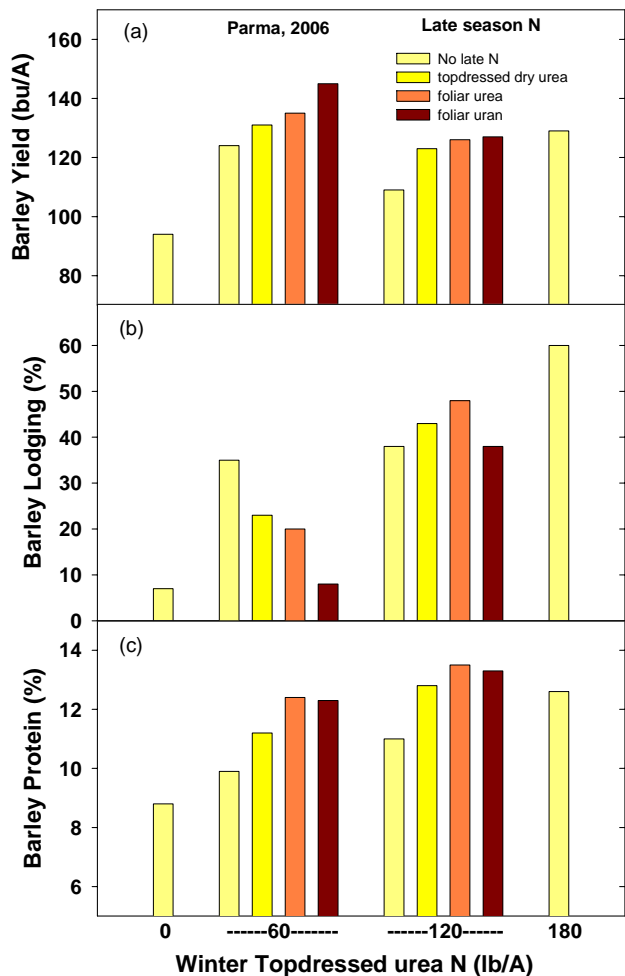 (a)
Parma, 2006
Late season N
No late N
topdressed dry urea
foliar urea
foliar uran
Barley Yield (bu/A)
160
140
120
100
80
(b)
Barley Lodging (%)
60
50
40
30
20
10
0
(c)
Barley Protein (%)
14
12
10
8
6
0 ------60------- ------120------ 180
Winter Topdressed urea N (lb/A)